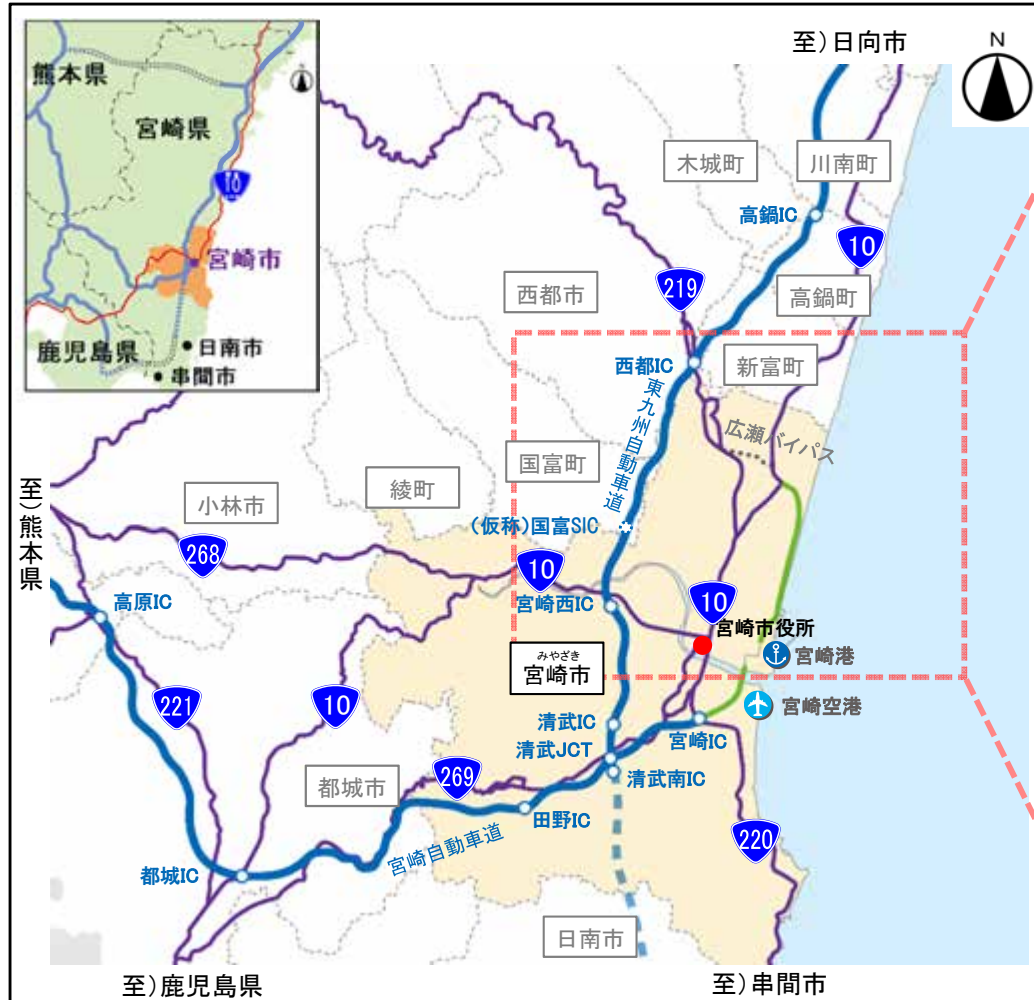 至)日向市
N
熊本県
宮崎県
10
宮崎市
鹿児島県
日南市
串間市
木城町
川南町
高鍋IC
10
219
西都市
高鍋町
西都IC
新富町
東九州自動車道
広瀬バイパス
国富町
綾町
小林市
至)熊本県
(仮称)国富SIC
268
10
宮崎西IC
高原IC
10
宮崎市役所
宮崎港
みやざき
宮崎市
宮崎空港
221
10
清武IC
宮崎IC
清武JCT
清武南IC
269
都城市
田野IC
宮崎自動車道
220
都城IC
日南市
至)鹿児島県
至)串間市